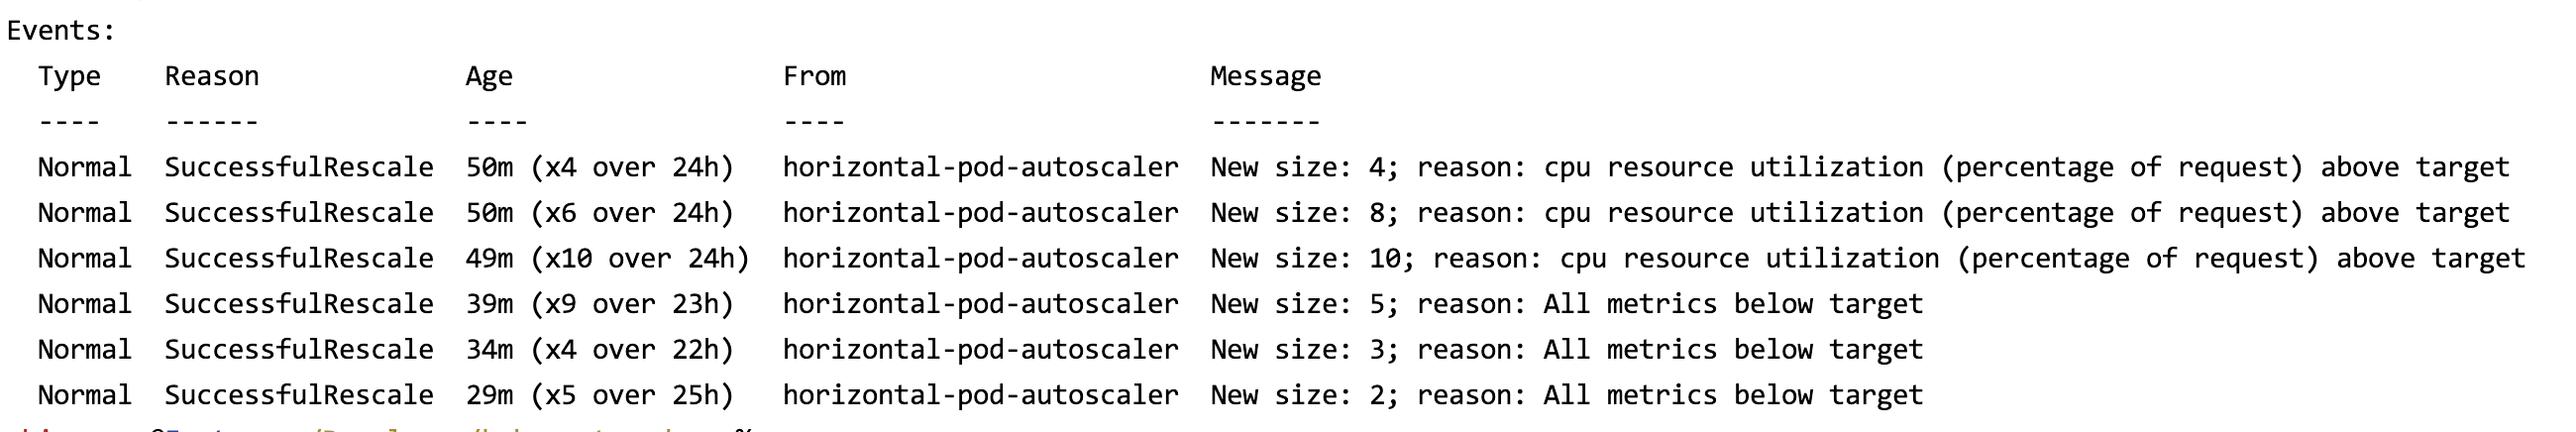 Events:
Type Reason Age From Message
---- ------ ---- ---- -------
Normal SuccessfulRescale 50m (x4 over 24h) horizontal-pod-autoscaler New size: 4; reason: cpu resource utilization (percentage of request) above target
Normal SuccessfulRescale 50m (x6 over 24h) horizontal-pod-autoscaler New size: 8; reason: cpu resource utilization (percentage of request) above target
Normal SuccessfulRescale 49m (x10 over 24h) horizontal-pod-autoscaler New size: 10; reason: cpu resource utilization (percentage of request) above target
Normal SuccessfulRescale 39m (x9 over 23h) horizontal-pod-autoscaler New size: 5; reason: All metrics below target
Normal SuccessfulRescale 34m (x4 over 22h) horizontal-pod-autoscaler New size: 3; reason: All metrics below target
Normal SuccessfulRescale 29m (x5 over 25h) horizontal-pod-autoscaler New size: 2; reason: All metrics below target